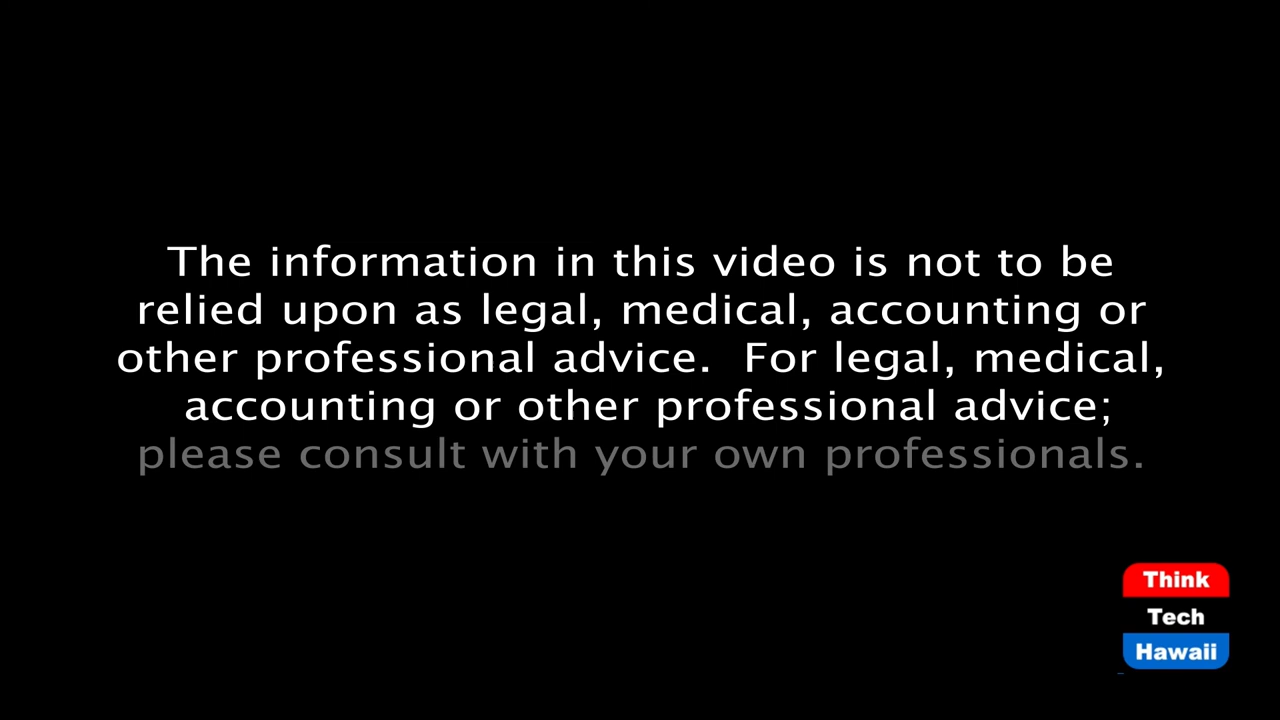 The information in this video is not to be
relied upon as legal, medical, accounting or
other professional advice.  For legal, medical,
accounting or other professional advice;
please consult with your own professionals.
Think
Tech
Hawaii